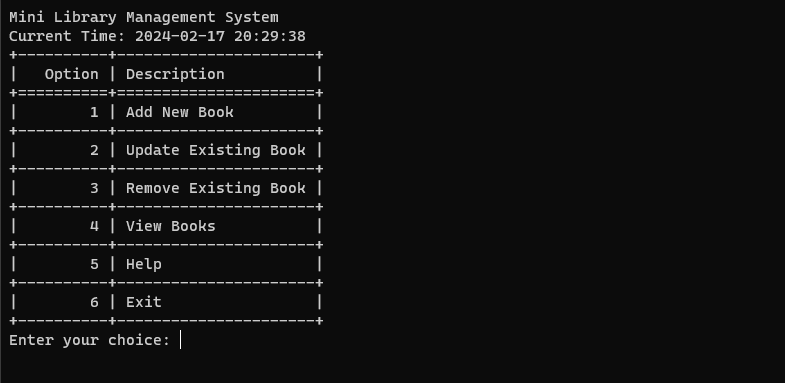 Mini Library Management System
Current Time: 2024-02-17 20:29:38
+----------+----------------------+
|   Option | Description          |
+==========+======================+
|        1 | Add New Book         |
+----------+----------------------+
|        2 | Update Existing Book |
+----------+----------------------+
|        3 | Remove Existing Book |
+----------+----------------------+
|        4 | View Books           |
+----------+----------------------+
|        5 | Help                 |
+----------+----------------------+
|        6 | Exit                 |
+----------+----------------------+
Enter your choice: